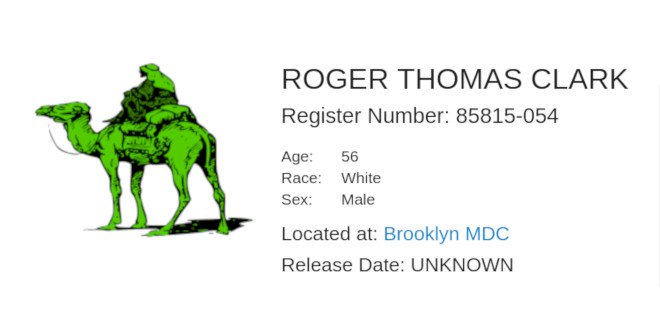 ROGER THOMAS CLARK
Register Number: 85815-054
Age: 56
Race: White
Sex: Male
Located at: Brooklyn MDC
Release Date: UNKNOWN